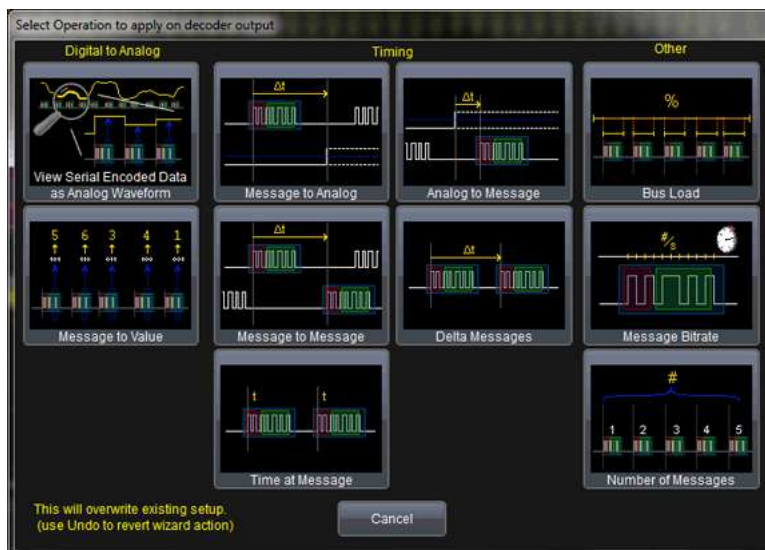 Select Operation to apply on decoder output
Digital to Analog
Timing
Other
View Serial Encoded Data
as Analog Waveform
Δt
Message to Analog
Δt
Analog to Message
%
Bus Load
5 6 3 4 1
Message to Value
Δt
Message to Message
Δt
Delta Messages
#/s
Message Bitrate
t t
Time at Message
#
1 2 3 4 5
Number of Messages
This will overwrite existing setup.
(use Undo to revert wizard action)
Cancel